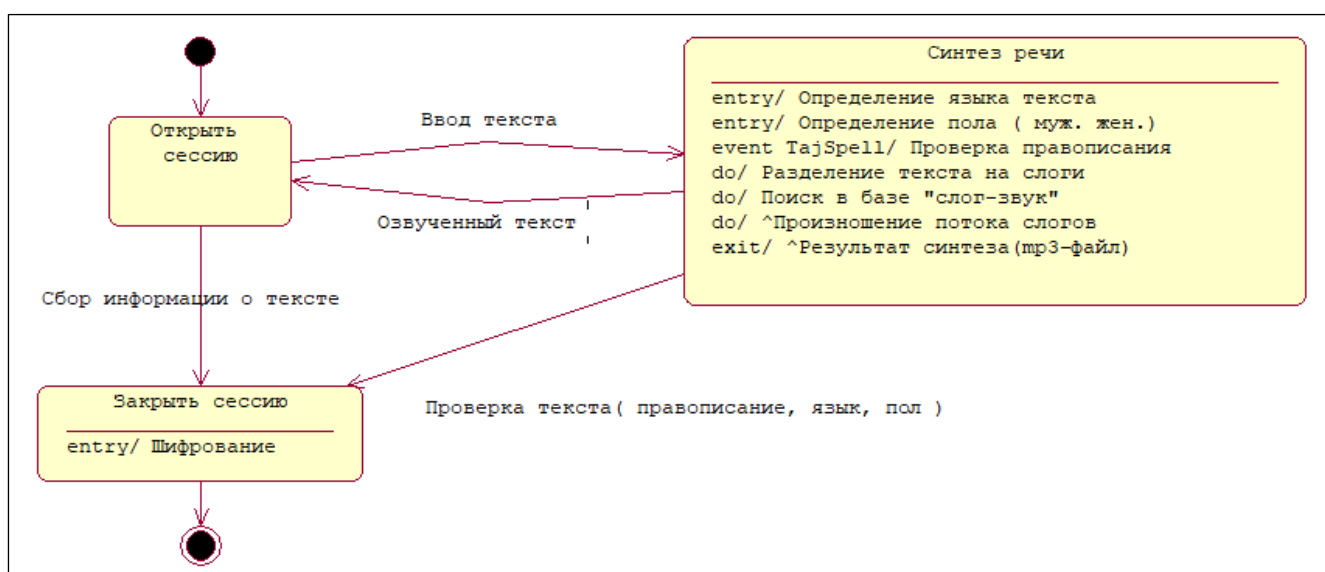 Синтез речи
entry/ Определение языка текста
entry/ Определение пола ( муж. жен.)
event TajSpell/ Проверка правописания
do/ Разделение текста на слоги
do/ Поиск в базе "слог-звук"
do/ ^Произношение потока слогов
exit/ ^Результат синтеза(mp3-файл)
Ввод текста
Открыть
сессию
Озвученный текст
Сбор информации о тексте
Закрыть сессию
entry/ Шифрование
Проверка текста( правописание, язык, пол )